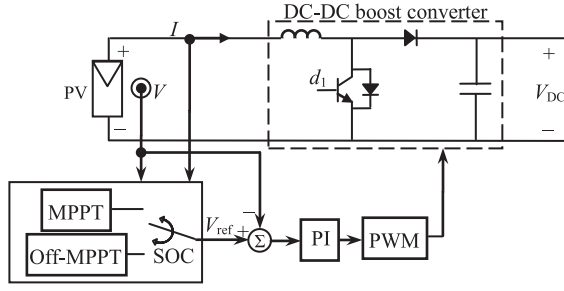 DC-DC boost converter
I
+
PV
V
−
d1
+
VDC
−
MPPT
Off-MPPT
SOC
Vref
−
+
Σ
PI
PWM